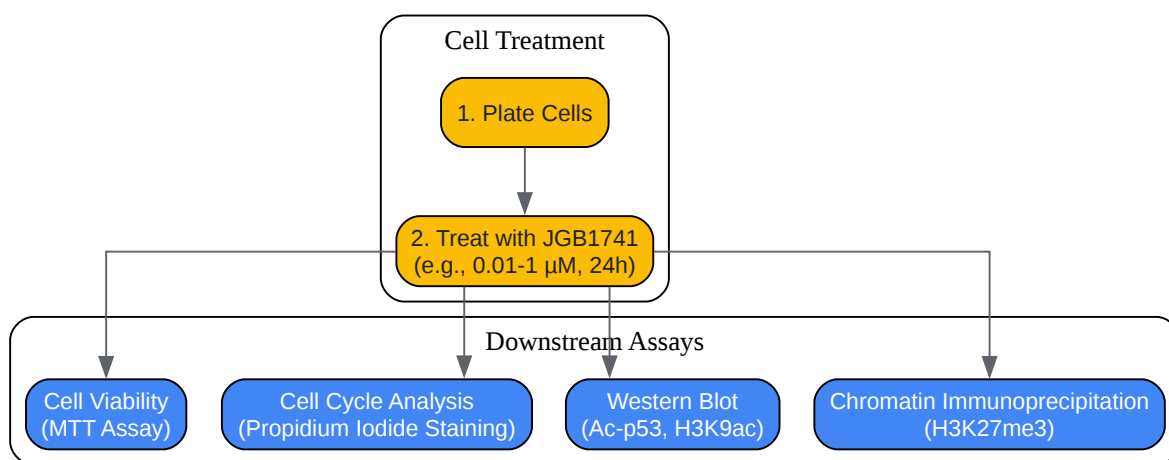 Cell Treatment
1. Plate Cells
2. Treat with JGB1741
(e.g., 0.01-1 µM, 24h)
Downstream Assays
Cell Viability
(MTT Assay)
Cell Cycle Analysis
(Propidium Iodide Staining)
Western Blot
(Ac-p53, H3K9ac)
Chromatin Immunoprecipitation
(H3K27me3)